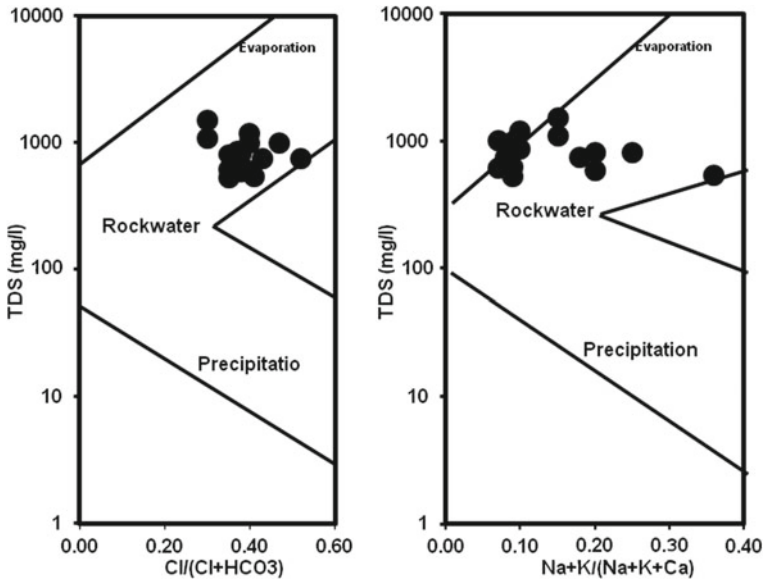 10000
1000
100
10
1
TDS (mg/l)
Evaporation
Rockwater
Precipitatio
0.00 0.20 0.40 0.60
Cl/(Cl+HCO3)
10000
1000
100
10
1
TDS (mg/l)
Evaporation
Rockwater
Precipitation
0.00 0.10 0.20 0.30 0.40
Na+K/(Na+K+Ca)